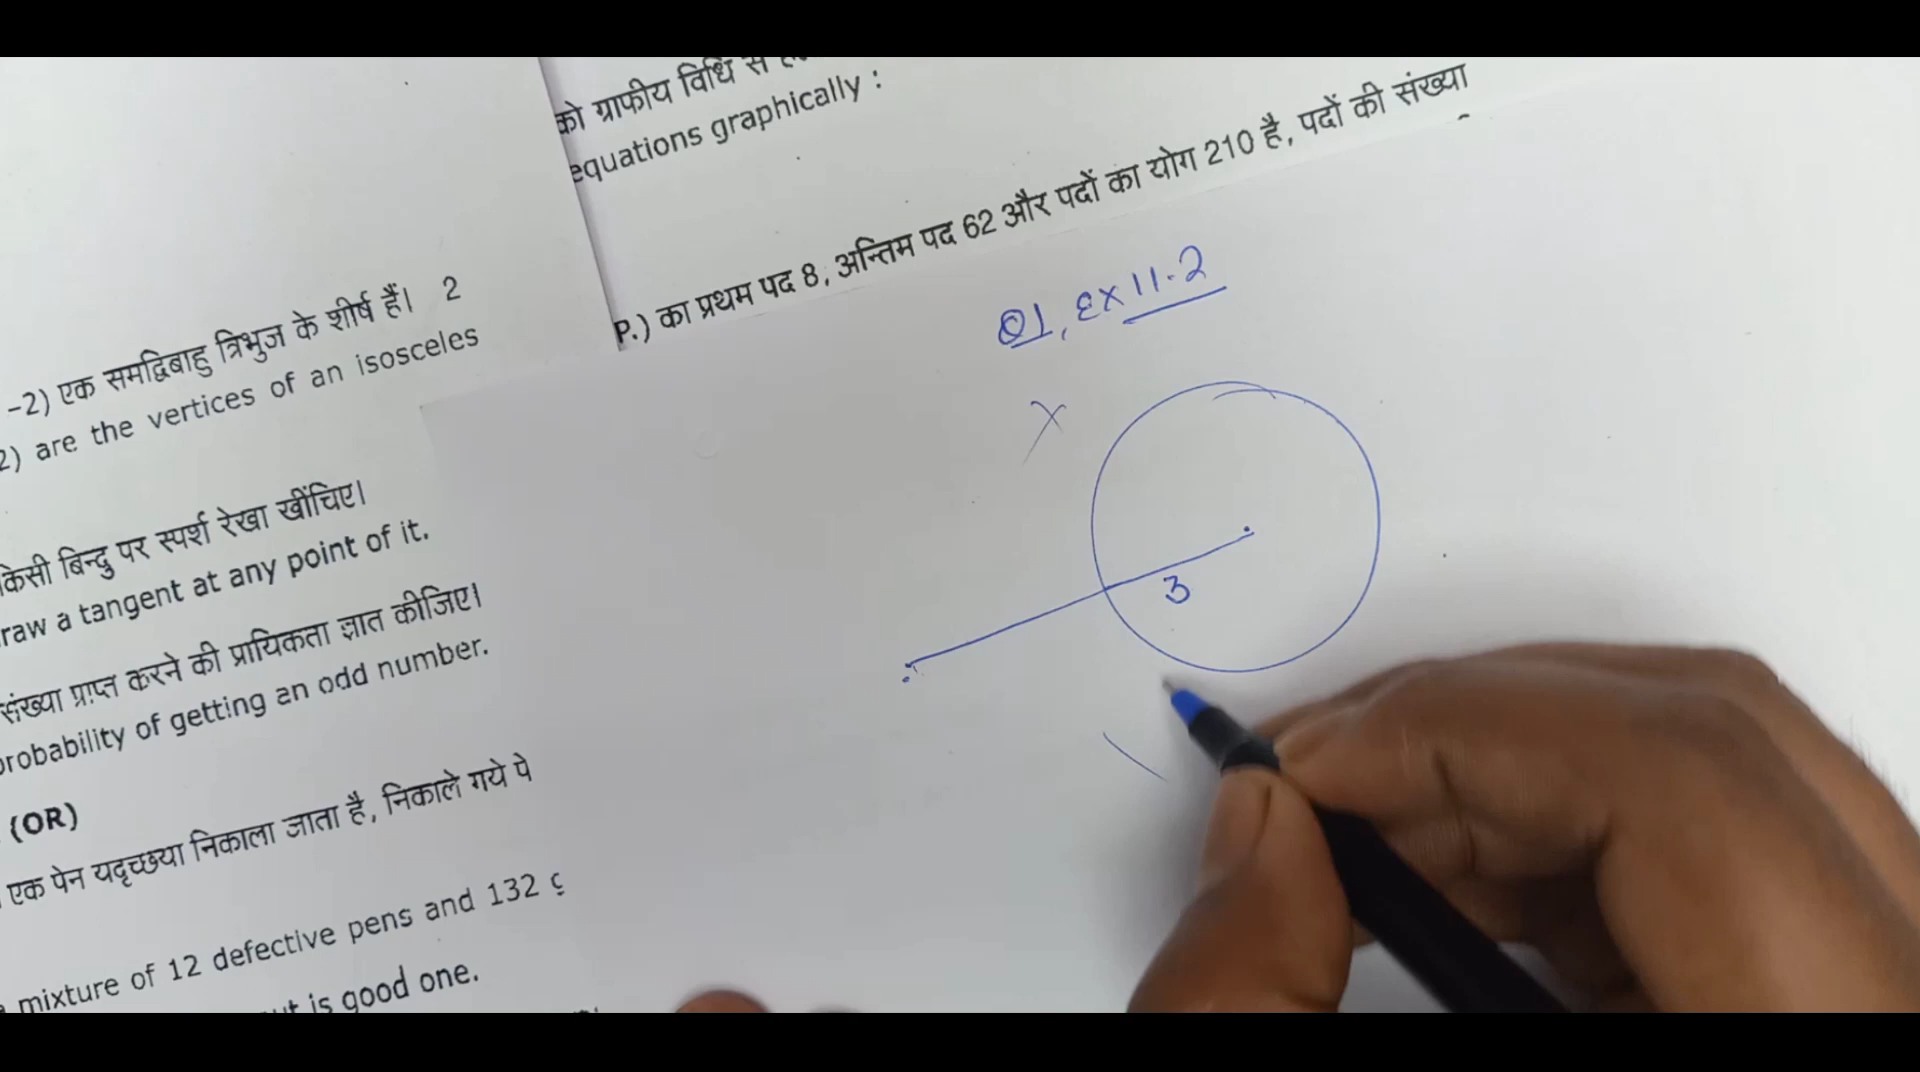 -2) एक समद्विबाहु त्रिभुज के शीर्ष हैं। 2
2) are the vertices of an isosceles
किसी बिन्दु पर स्पर्श रेखा खींचिए।
raw a tangent at any point of it.
संख्या प्राप्त करने की प्रायिकता ज्ञात कीजिए।
probability of getting an odd number.
(OR)
एक पेन यदृच्छया निकाला जाता है, निकाले गये पे
mixture of 12 defective pens and 132 g
is good one.
को ग्राफीय विधि से
equations graphically :
P.) का प्रथम पद 8, अन्तिम पद 62 और पदों का योग 210 है, पदों की संख्या
Q1, Ex 11.2
3